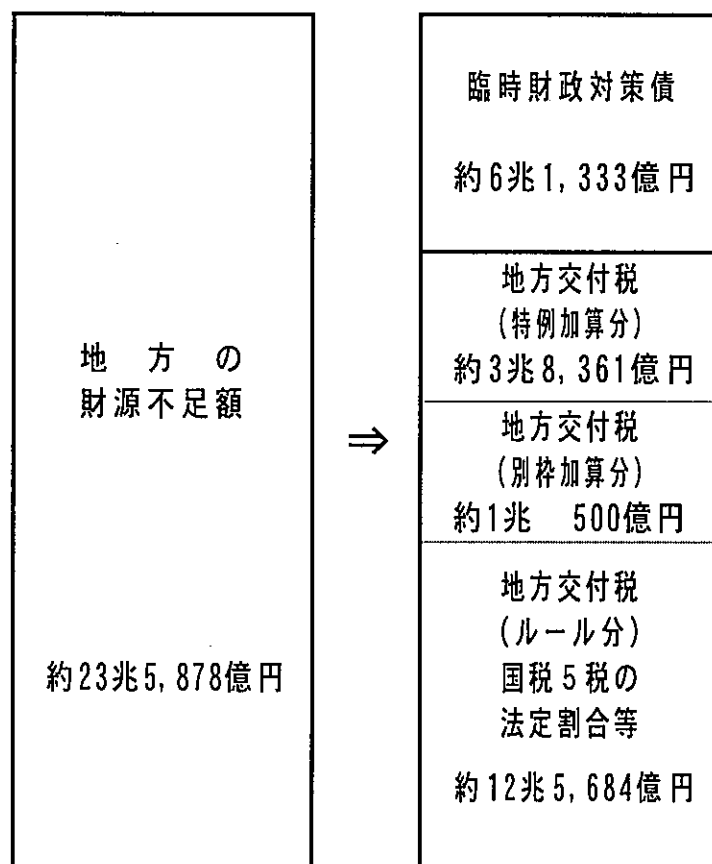 地方の
財源不足額
約23兆5,878億円
⇒
臨時財政対策債
約6兆1,333億円
地方交付税
(特例加算分)
約3兆8,361億円
地方交付税
(別枠加算分)
約1兆 500億円
地方交付税
(ルール分)
国税5税の
法定割合等
約12兆5,684億円